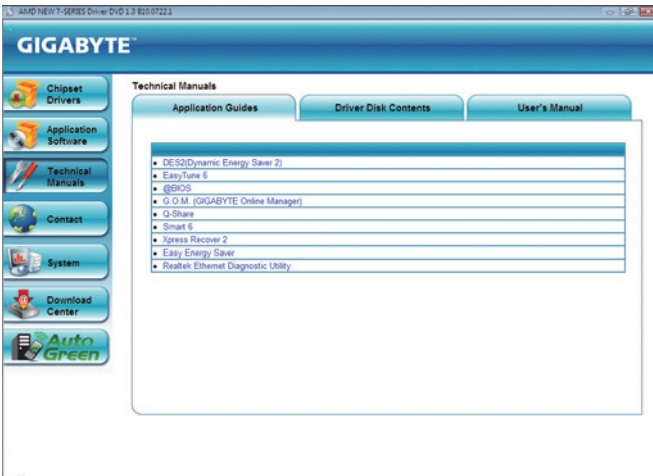 AMD NEW 7-SERIES Driver DVD 1.3 B10.0722.1
GIGABYTE™
Chipset
Drivers
Application
Software
Technical
Manuals
Contact
System
Download
Center
Auto
Green
Technical Manuals
Application Guides
Driver Disk Contents
User's Manual
DES2(Dynamic Energy Saver 2)
EasyTune 6
@BIOS
G.O.M. (GIGABYTE Online Manager)
Q-Share
Smart 6
Xpress Recover 2
Easy Energy Saver
Realtek Ethernet Diagnostic Utility